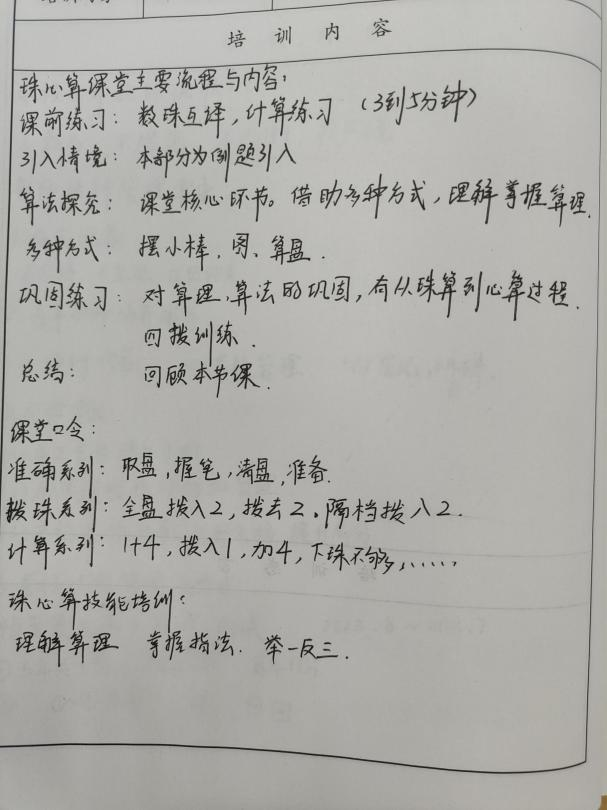 培训内容
珠心算课堂主要流程与内容:
课前练习: 数珠互译,计算练习 (3到5分钟)
引入情境: 本部分为例题引入
算法探究: 课堂核心环节。借助多种方式,理解掌握算理.
多种方式: 摆小棒、图、算盘.
巩固练习: 对算理,算法的巩固,有从珠算到心算过程.
回拨训练.
总结: 回顾本节课.
课堂口令:
准确系列: 取盘,握笔,清盘,准备.
拨珠系列: 全盘拨入2,拨去2。隔档拨入2.
计算系列: 1+4,拨入1,加4,下珠不够,……
珠心算技能培训:
理解算理 掌握指法. 举一反三.